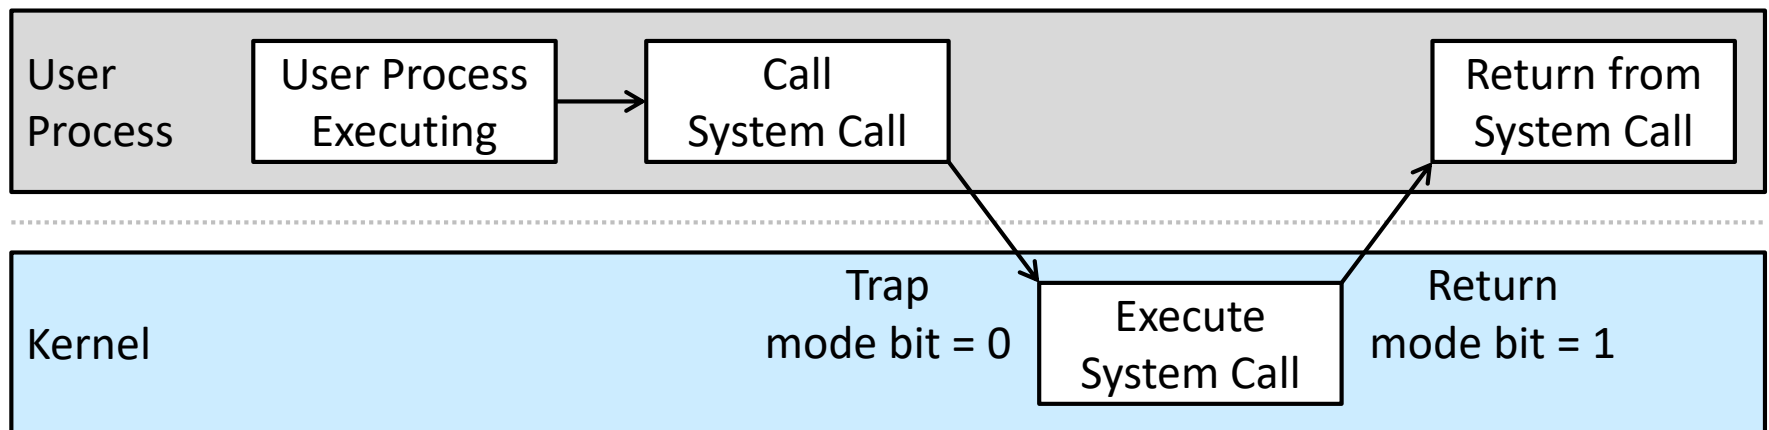 User
Process
User Process
Executing
Call
System Call
Return from
System Call
Kernel
Trap
mode bit = 0
Execute
System Call
Return
mode bit = 1